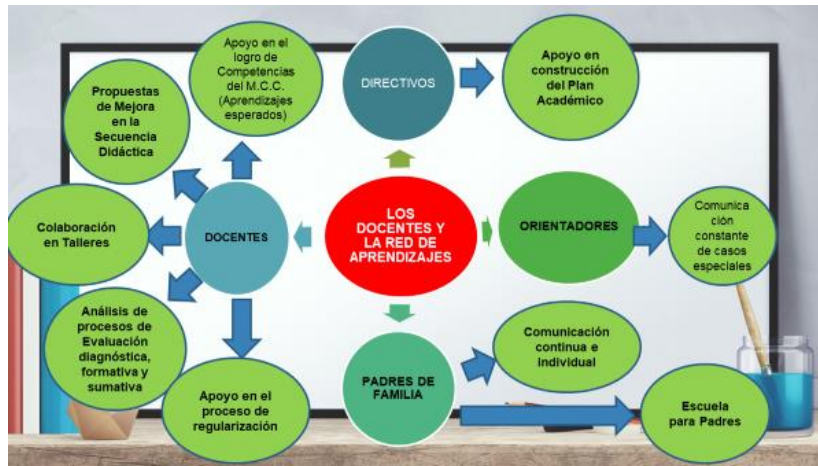 Apoyo en el
logro de
Competencias
del M.C.C.
(Aprendizajes
esperados)
DIRECTIVOS
Apoyo en
construcción
del Plan
Académico
Propuestas
de Mejora
en la
Secuencia
Didáctica
Colaboración
en Talleres
DOCENTES
LOS
DOCENTES Y
LA RED DE
APRENDIZAJES
ORIENTADORES
Comunica
ción
constante
de casos
especiales
Análisis de
procesos de
Evaluación
diagnóstica,
formativa y
sumativa
Apoyo en el
proceso de
regularización
PADRES DE
FAMILIA
Comunicación
continua e
individual
Escuela
para Padres